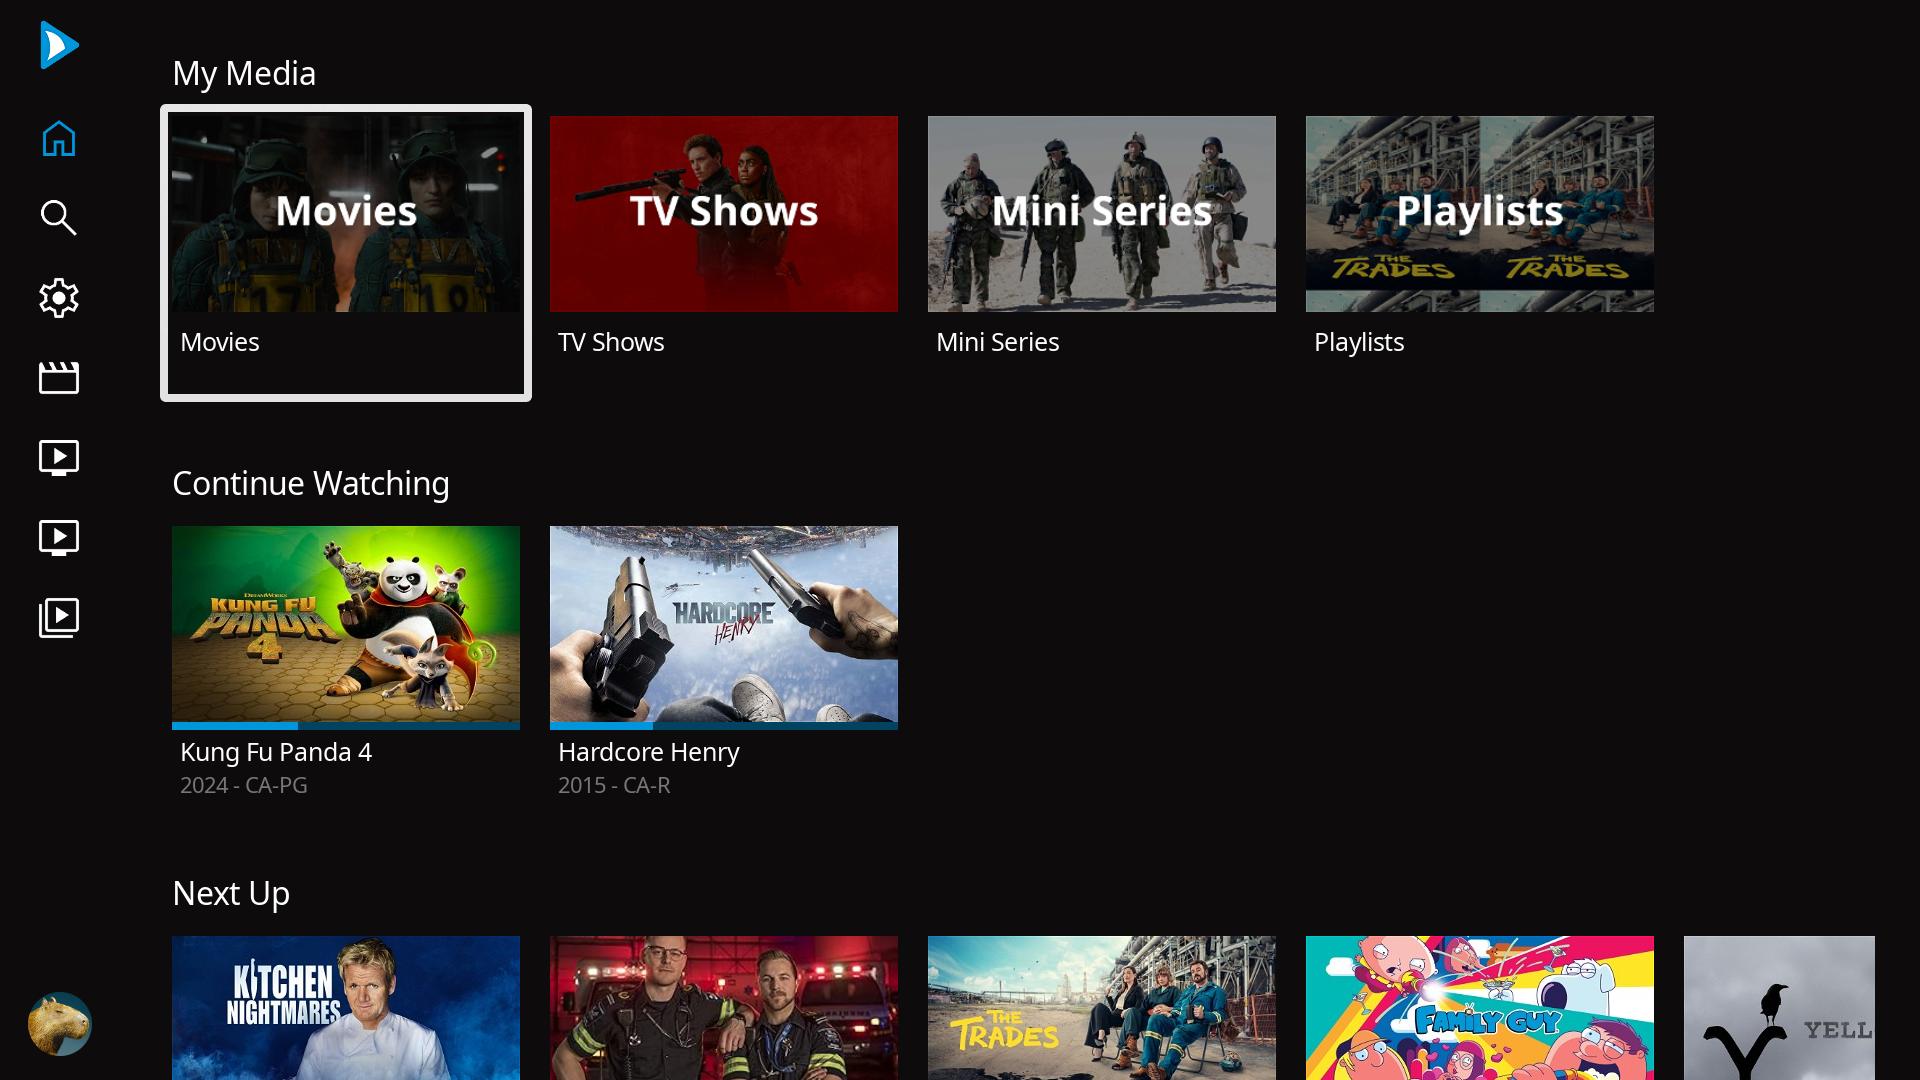 My Media
Movies
TV Shows
Mini Series
THE
TRADES
THE
TRADES
Playlists
17
19
Movies
TV Shows
Mini Series
Playlists
Continue Watching
DREAMWORKS
KUNG FU
PANDA
4
HARDCORE
HENRY
Kung Fu Panda 4
2024 - CA-PG
Hardcore Henry
2015 - CA-R
Next Up
KITCHEN
NIGHTMARES
THE
TRADES
FAMILY GUY
YELL